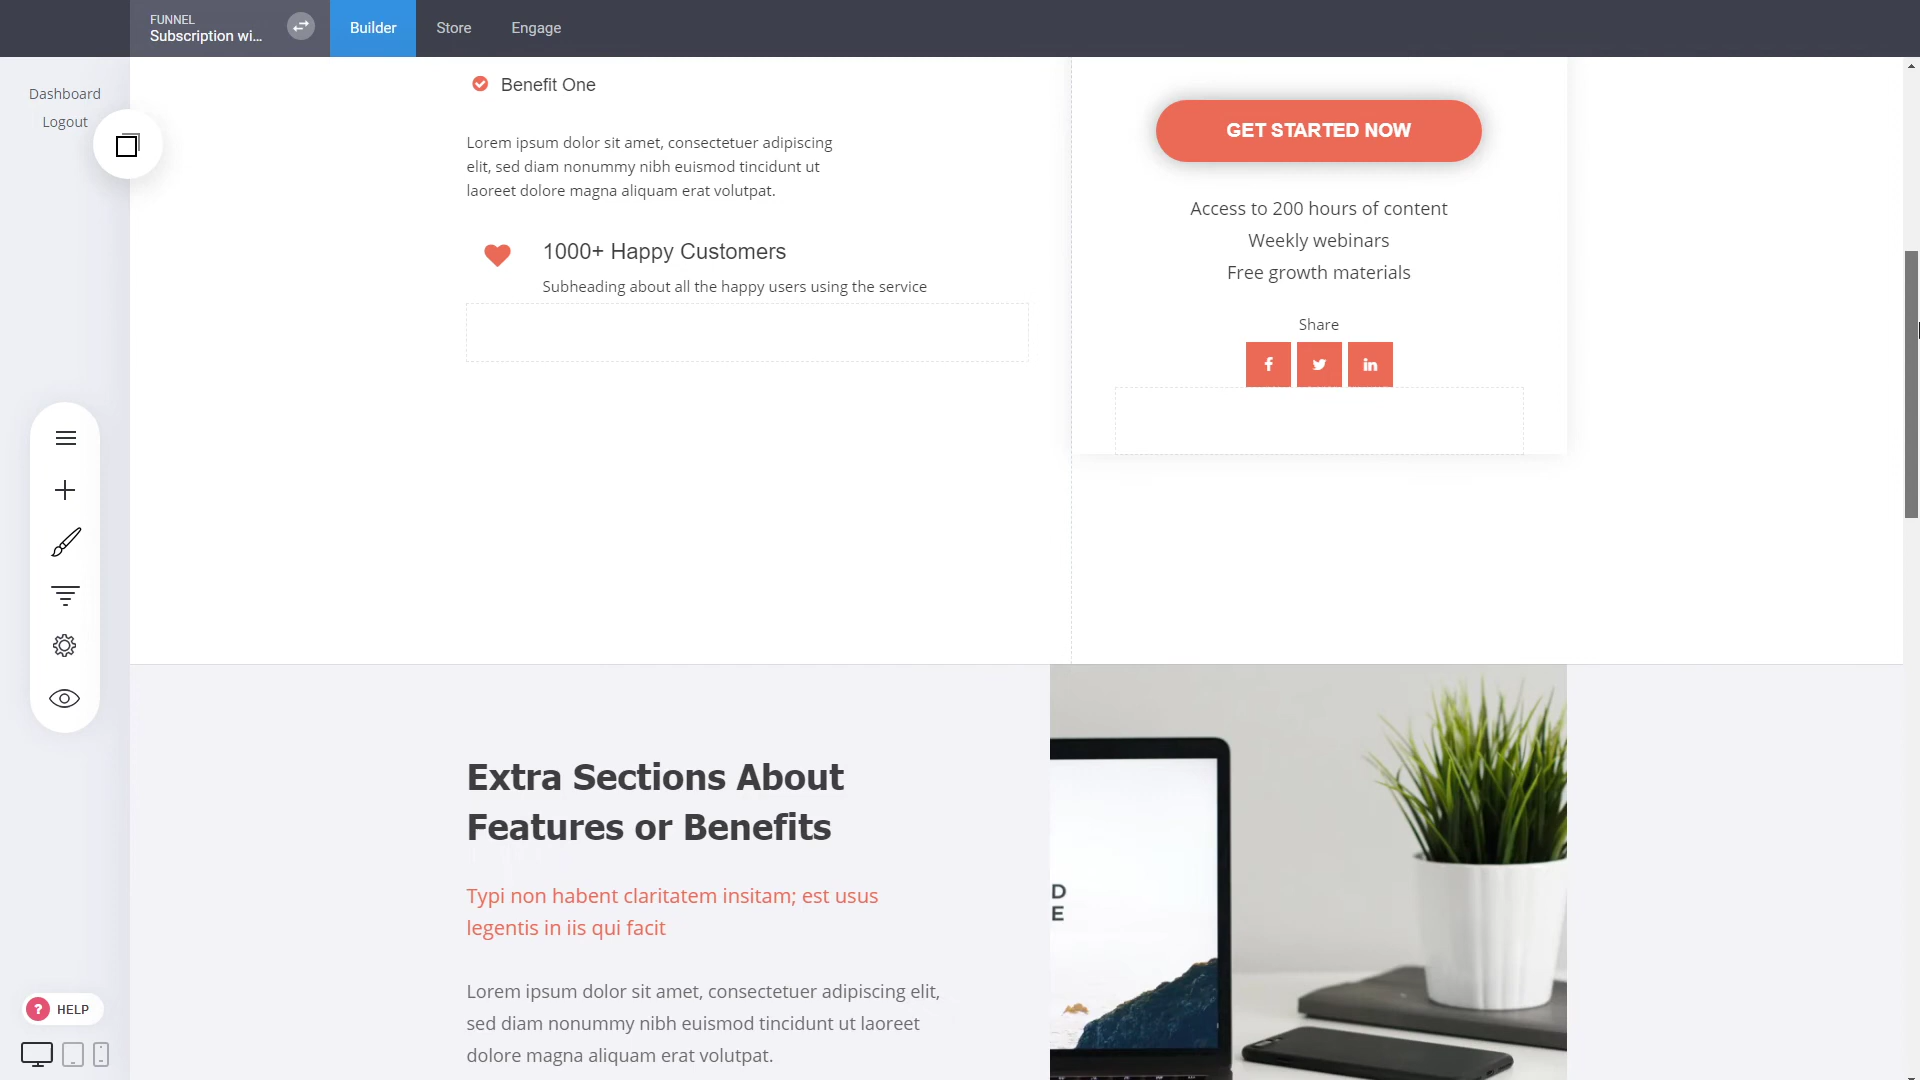 FUNNEL
Subscription wi...
Builder
Store
Engage
Dashboard
Logout
Benefit One
Lorem ipsum dolor sit amet, consectetuer adipiscing
elit, sed diam nonummy nibh euismod tincidunt ut
laoreet dolore magna aliquam erat volutpat.
1000+ Happy Customers
Subheading about all the happy users using the service
GET STARTED NOW
Access to 200 hours of content
Weekly webinars
Free growth materials
Share
Extra Sections About
Features or Benefits
Typi non habent claritatem insitam; est usus
legentis in iis qui facit
Lorem ipsum dolor sit amet, consectetuer adipiscing elit,
sed diam nonummy nibh euismod tincidunt ut laoreet
dolore magna aliquam erat volutpat.
D
E
? HELP